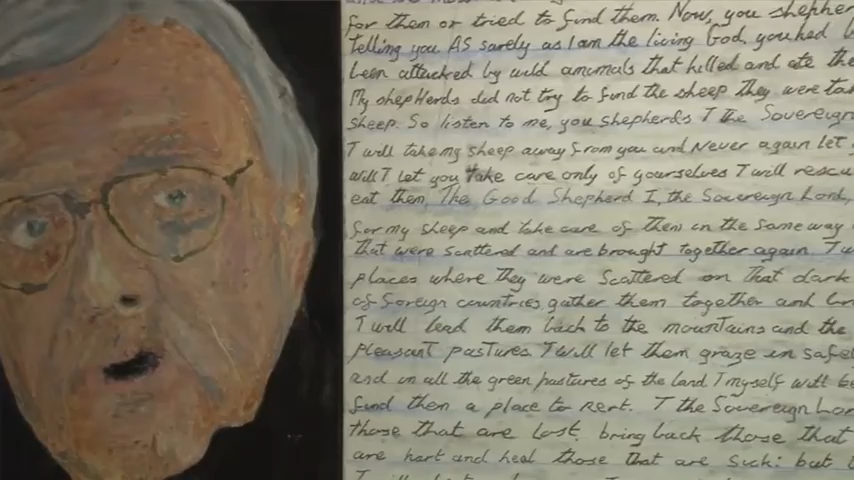 for them or tried to find them. Now, you shepher
telling you AS surely as I am the living God, you had
been attacked by wild amumals that killed and ate the
My shepHerds did not try to find the sheep They were ta
sheep. So listen to me, you shepherds I the Sovereign
I will take my sheep away from you and Never again let
will I let you take care only of yourselves I will rescu
eat them, The Good Shepherd I, the Sovereign Lord,
for my sheep and take care of them in the same way
that were scattered and are brought together again. I w
places where they were Scattered on That dark
of foreign countries, gather them together and
I will lead them back to the mountains and the
pleasant pastures. I will let them graze in safe
and in all the green pastures of the land I myself will be
find them a place to Rest. I the Sovereign Lor
those that are lost, bring back those that
are hurt and heal those that are sick: but
I will